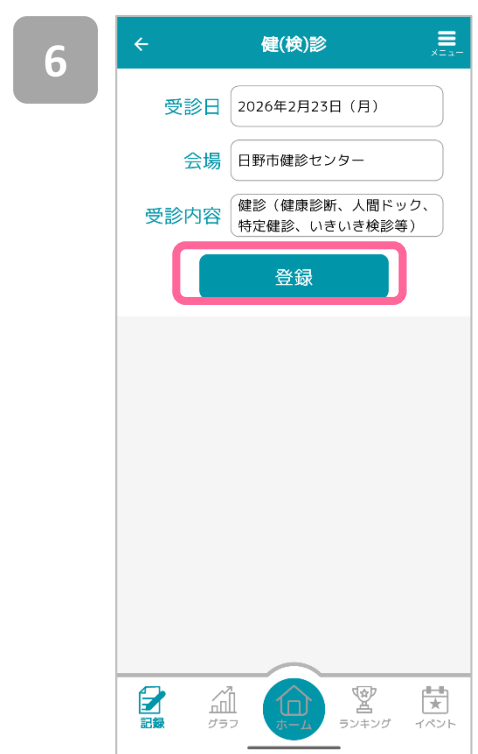 6
健(検)診
メニュー
受診日 2026年2月23日（月）
会場 日野市健診センター
受診内容 健診（健康診断、人間ドック、
特定健診、いきいき検診等）
登録
記録 グラフ ホーム ランキング イベント